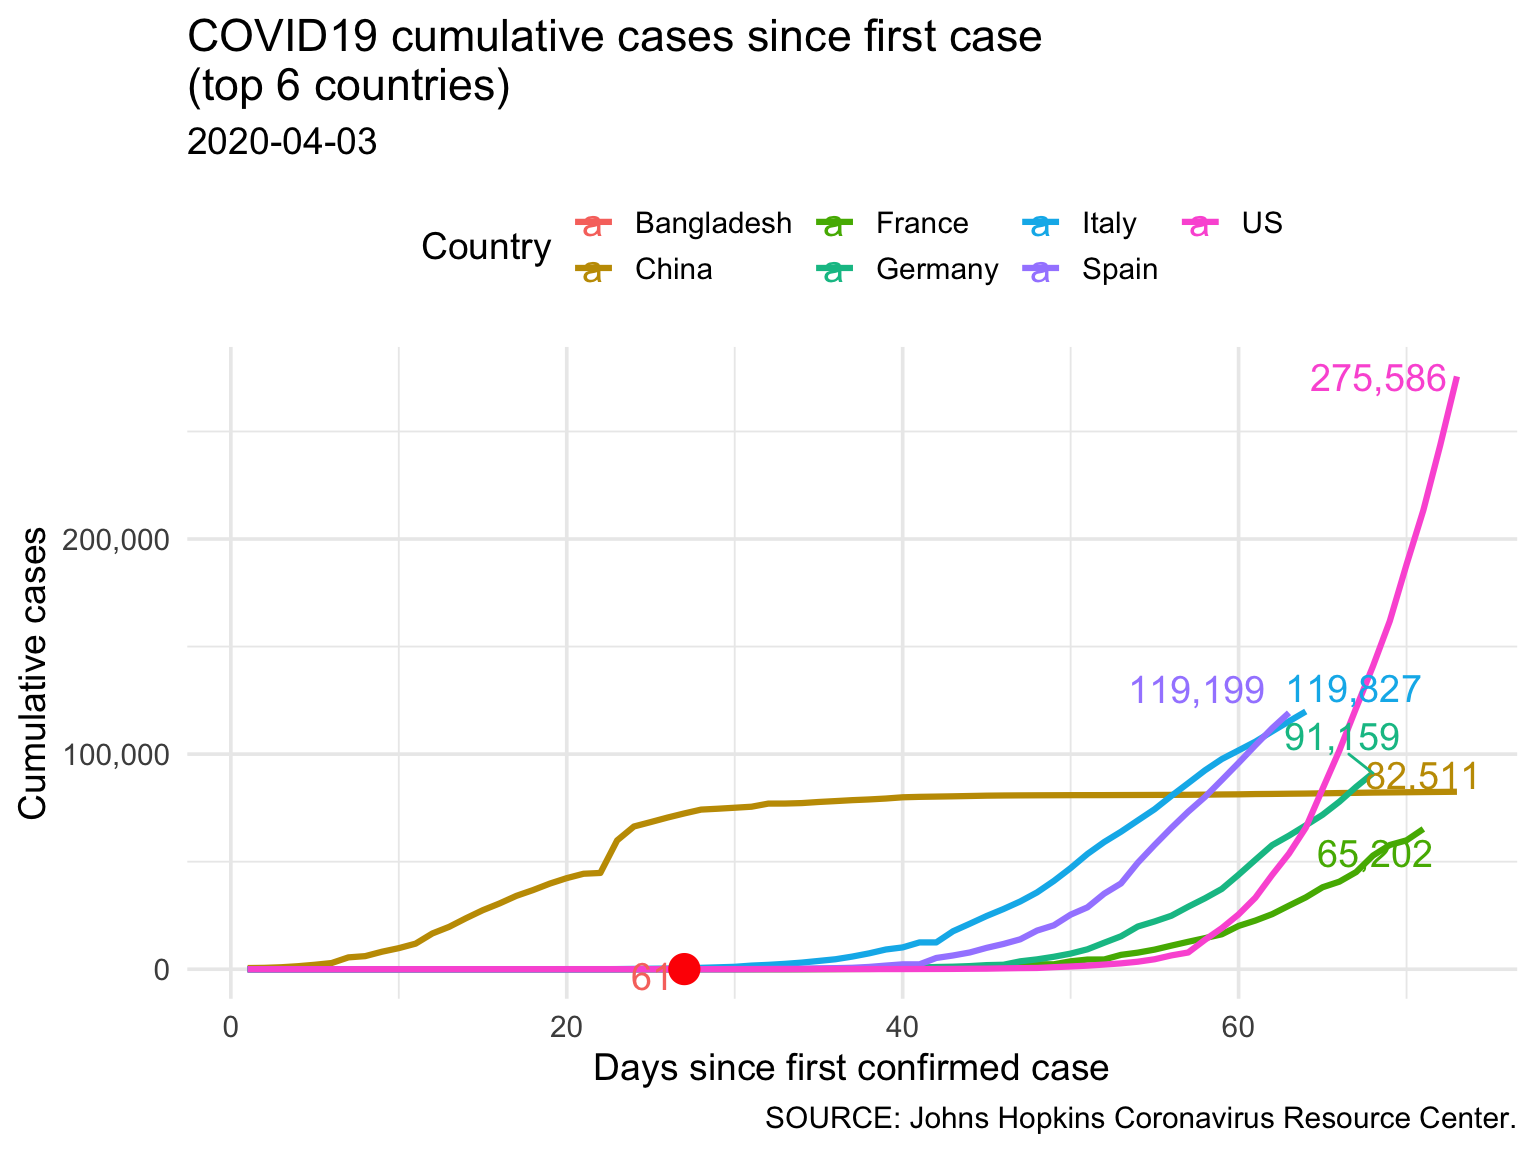 COVID19 cumulative cases since first case
(top 6 countries)
2020-04-03
Country
a Bangladesh a France a Italy a US
a China a Germany a Spain
275,586
200,000
119,199 119,827
91,159
100,000
82,511
65,202
0
61
0 20 40 60
Cumulative cases
Days since first confirmed case
SOURCE: Johns Hopkins Coronavirus Resource Center.